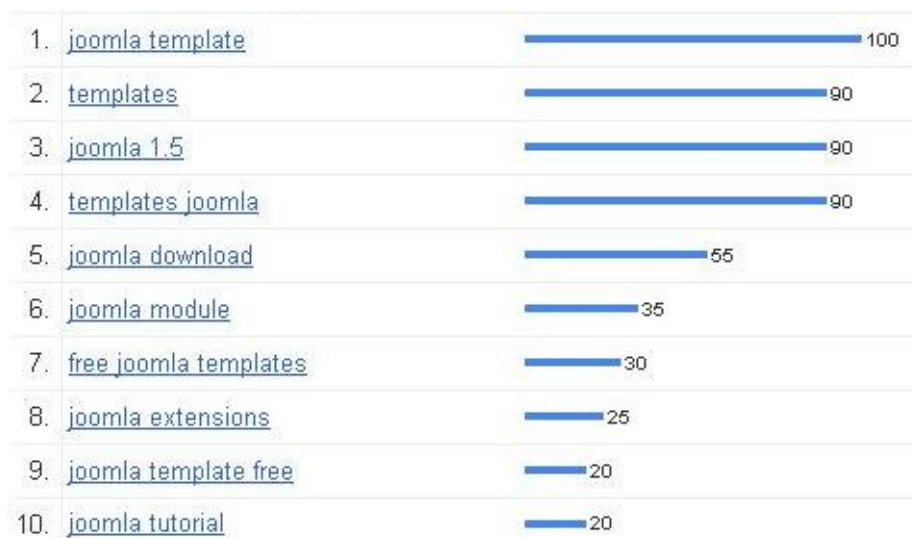 1. joomla template 100
2. templates 90
3. joomla 1.5 90
4. templates joomla 90
5. joomla download 55
6. joomla module 35
7. free joomla templates 30
8. joomla extensions 25
9. joomla template free 20
10. joomla tutorial 20